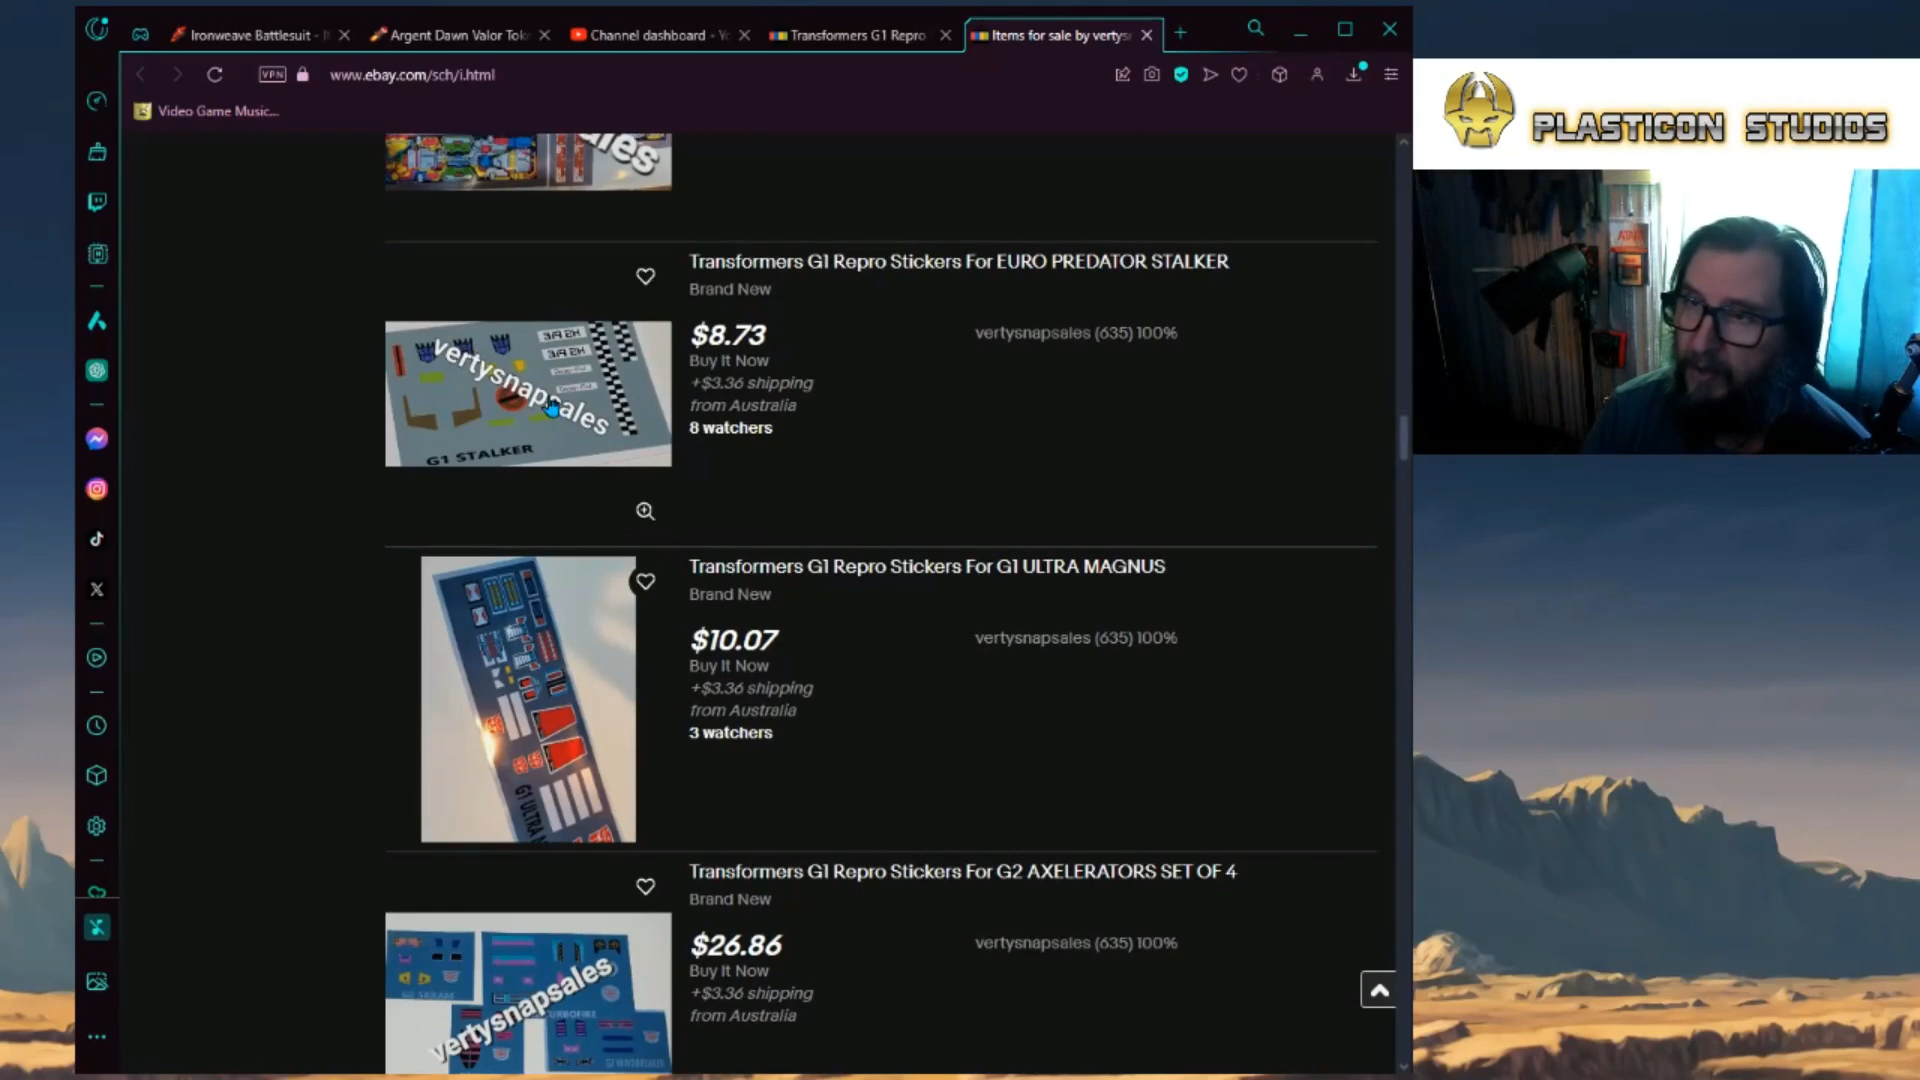 Ironweave Battlesuit -
Argent Dawn Valor Tok
Channel dashboard -
Transformers G1 Repro
Items for sale by vertys
VPN
www.ebay.com/sch/i.html
Video Game Music...
PLASTICON STUDIOS
ATARI
ales
Transformers G1 Repro Stickers For EURO PREDATOR STALKER
Brand New
$8.73
vertysnapsales (635) 100%
Buy It Now
+$3.36 shipping
from Australia
8 watchers
vertysnapsales
G1 STALKER
Transformers G1 Repro Stickers For G1 ULTRA MAGNUS
Brand New
$10.07
vertysnapsales (635) 100%
Buy It Now
+$3.36 shipping
from Australia
3 watchers
G1 ULTRA
Transformers G1 Repro Stickers For G2 AXELERATORS SET OF 4
Brand New
$26.86
vertysnapsales (635) 100%
Buy It Now
+$3.36 shipping
from Australia
vertysnapsales